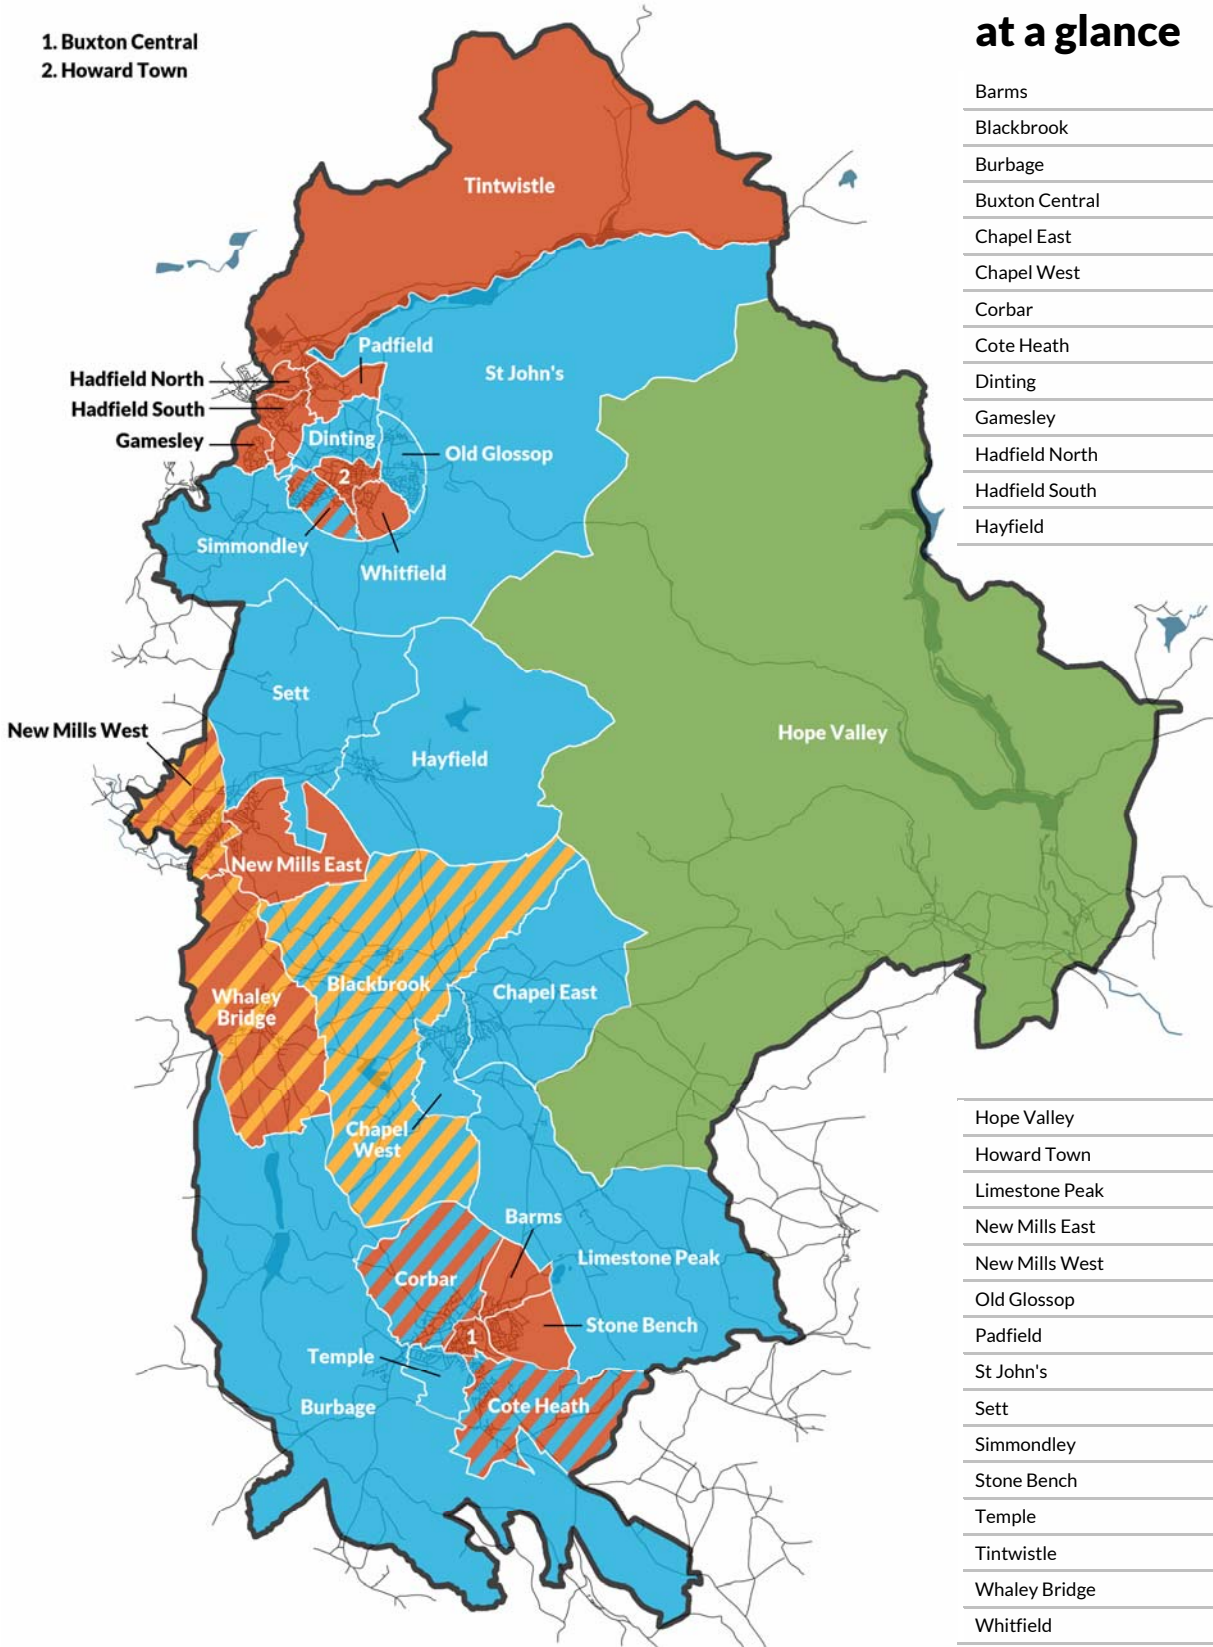 1. Buxton Central
2. Howard Town
at a glance
Barms
Blackbrook
Burbage
Buxton Central
Chapel East
Chapel West
Corbar
Cote Heath
Dinting
Gamesley
Hadfield North
Hadfield South
Hayfield
Tintwistle
Padfield
St John's
Hadfield North
Hadfield South
Gamesley
Dinting
Old Glossop
2
Simmondley
Whitfield
Sett
New Mills West
Hayfield
Hope Valley
New Mills East
Blackbrook
Chapel East
Whaley
Bridge
Chapel
West
Barms
Limestone Peak
Corbar
1
Stone Bench
Temple
Burbage
Cote Heath
Hope Valley
Howard Town
Limestone Peak
New Mills East
New Mills West
Old Glossop
Padfield
St John's
Sett
Simmondley
Stone Bench
Temple
Tintwistle
Whaley Bridge
Whitfield